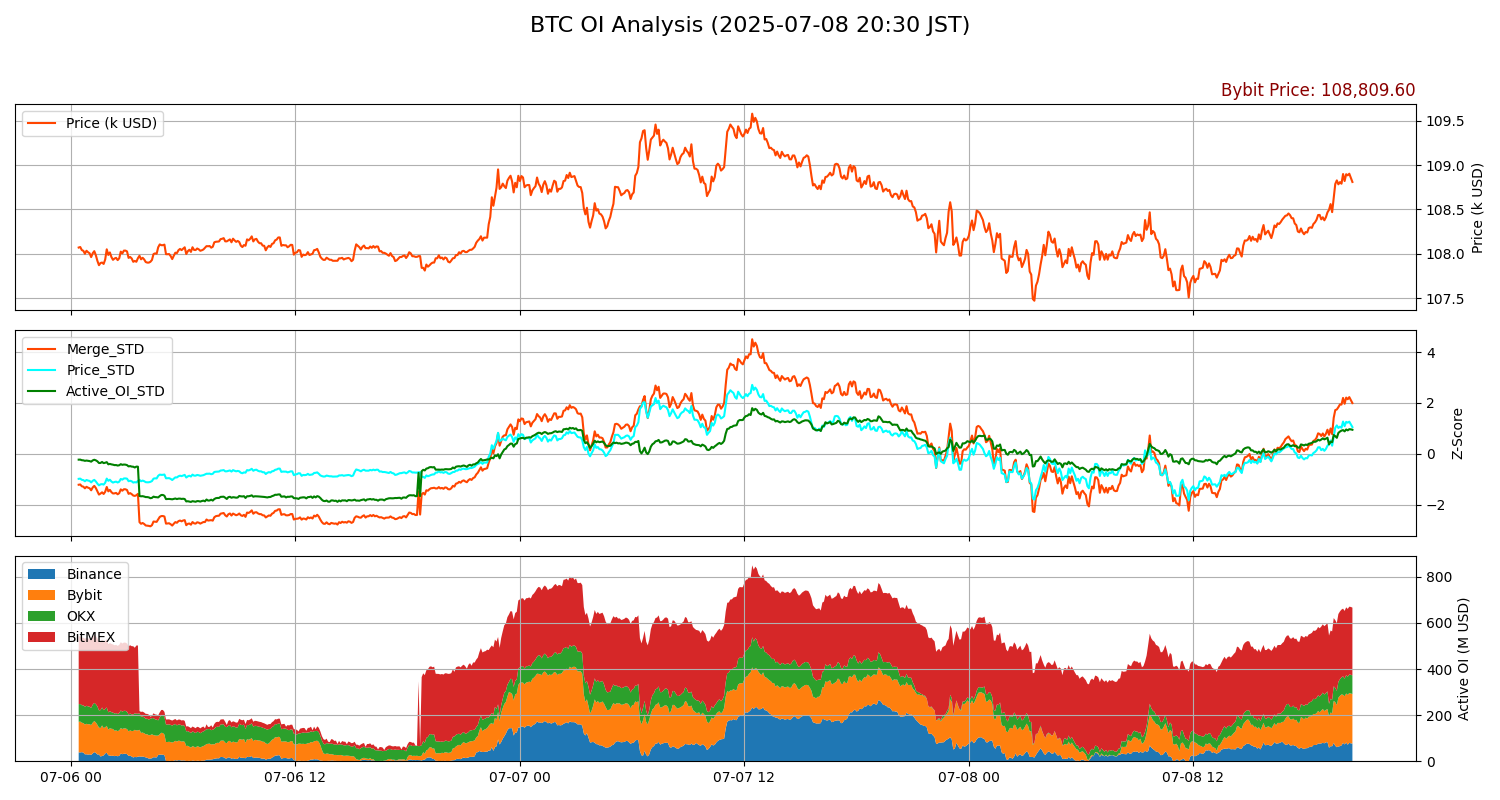 BTC OI Analysis (2025-07-08 20:30 JST)
Bybit Price: 108,809.60
Price (k USD)
109.5
109.0
108.5
108.0
107.5
Price (k USD)
Merge_STD
Price_STD
Active_OI_STD
4
2
0
−2
Z-Score
Binance
Bybit
OKX
BitMEX
800
600
400
200
0
Active OI (M USD)
07-06 00
07-06 12
07-07 00
07-07 12
07-08 00
07-08 12